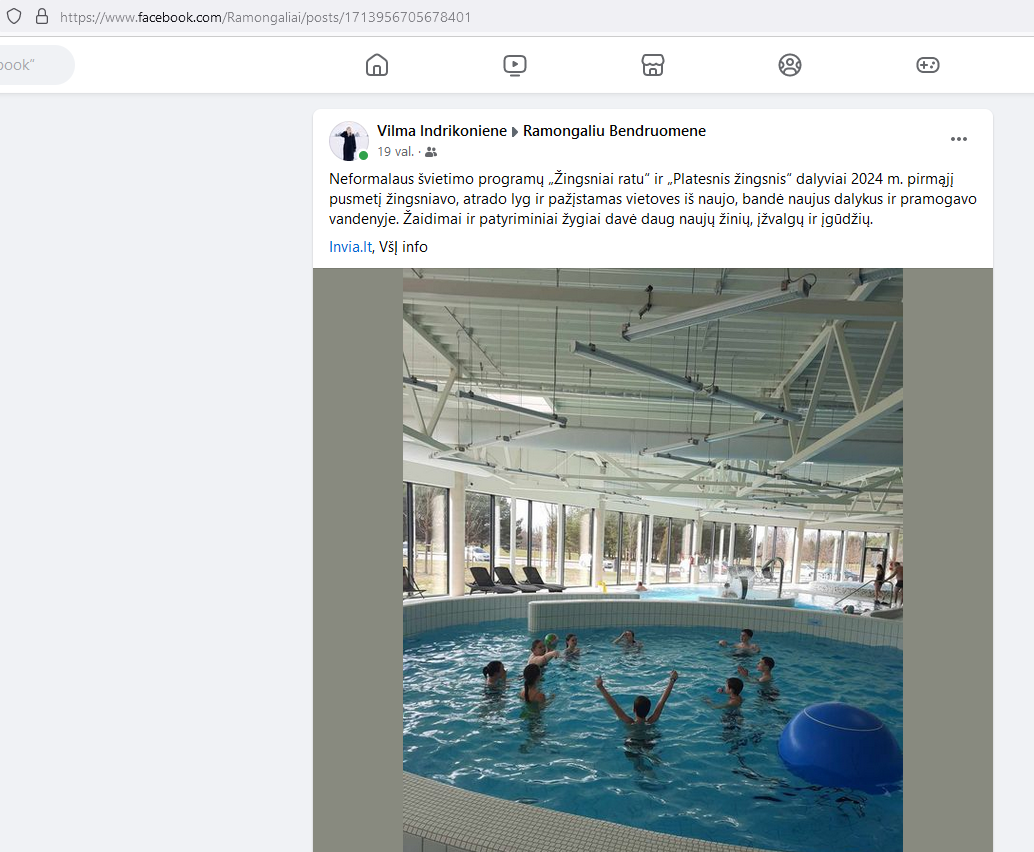 https://www.facebook.com/Ramongaliai/posts/1713956705678401
book"
Vilma Indrikoniene Ramongaliu Bendruomene
19 val. ·
Neformalaus švietimo programų „Žingsniai ratu“ ir „Platesnis žingsnis“ dalyviai 2024 m. pirmąjį
pusmetį žingsniavo, atrado lyg ir pažįstamas vietoves iš naujo, bandė naujus dalykus ir pramogavo
vandenyje. Žaidimai ir patyriminiai žygiai davė daug naujų žinių, įžvalgų ir įgūdžių.
Invia.lt, VšĮ info